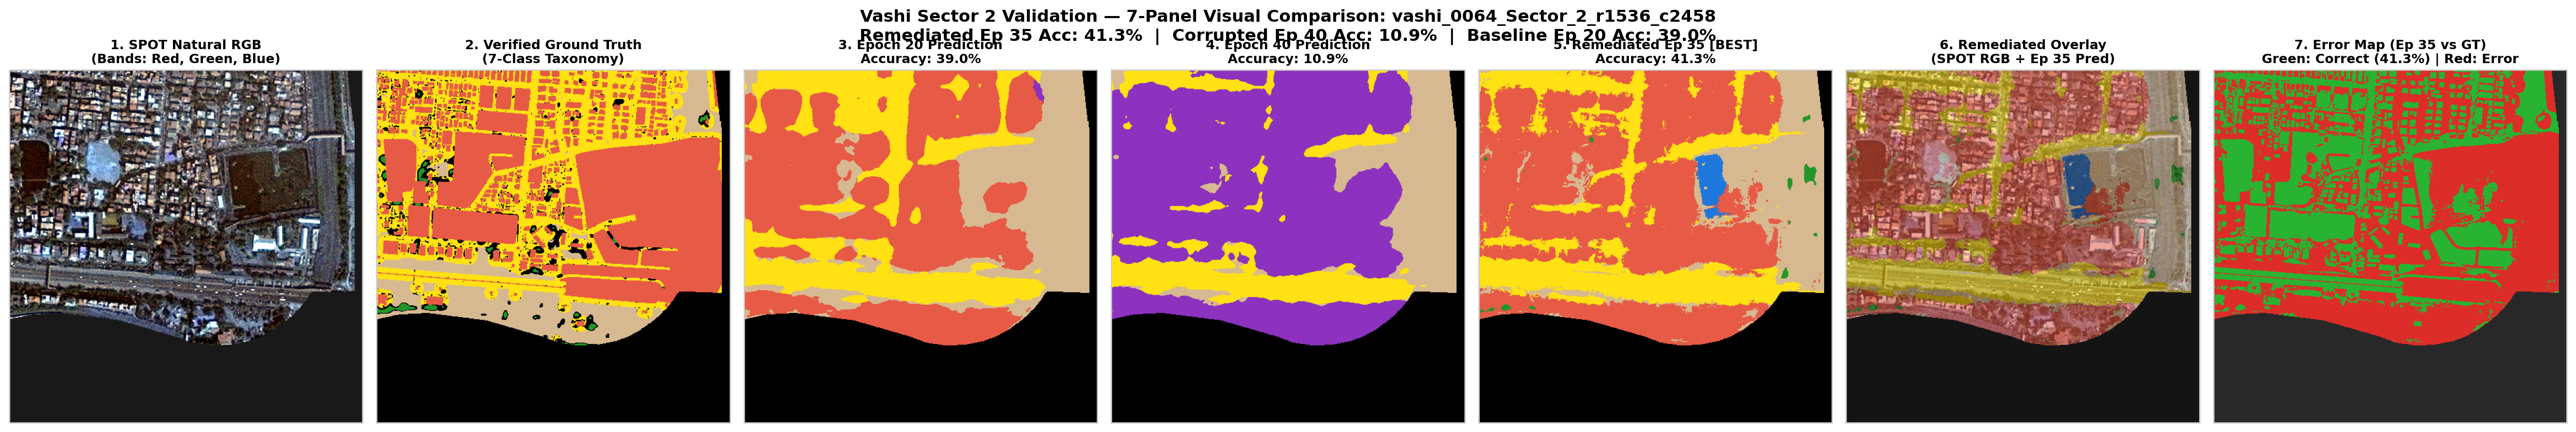 Vashi Sector 2 Validation — 7-Panel Visual Comparison: vashi_0064_Sector_2_r1536_c2458
Remediated Ep 35 Acc: 41.3% | Corrupted Ep 40 Acc: 10.9% | Baseline Ep 20 Acc: 39.0%
1. SPOT Natural RGB
(Bands: Red, Green, Blue)
2. Verified Ground Truth
(7-Class Taxonomy)
3. Epoch 20 Prediction
Accuracy: 39.0%
4. Epoch 40 Prediction
Accuracy: 10.9%
5. Remediated Ep 35 [BEST]
Accuracy: 41.3%
6. Remediated Overlay
(SPOT RGB + Ep 35 Pred)
7. Error Map (Ep 35 vs GT)
Green: Correct (41.3%) | Red: Error